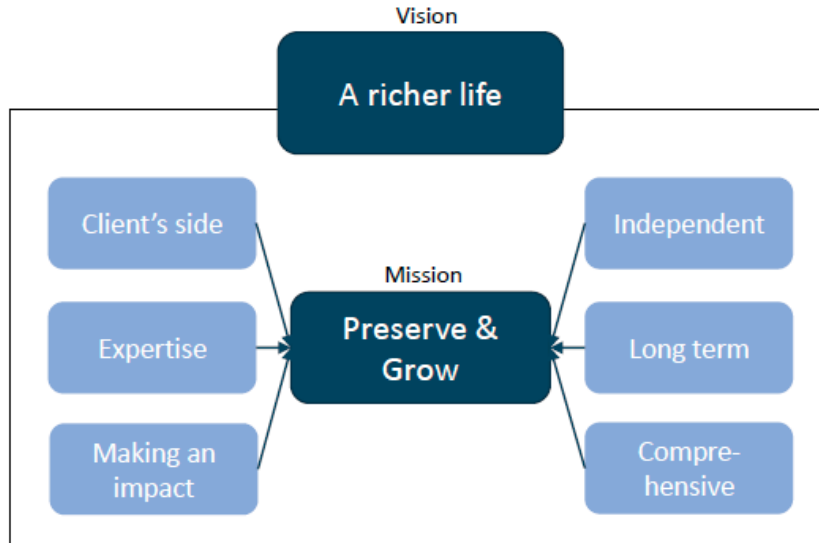 Vision
A richer life
Client's side
Independent
Mission
Preserve &
Grow
Expertise
Long term
Making an
impact
Compre-
hensive